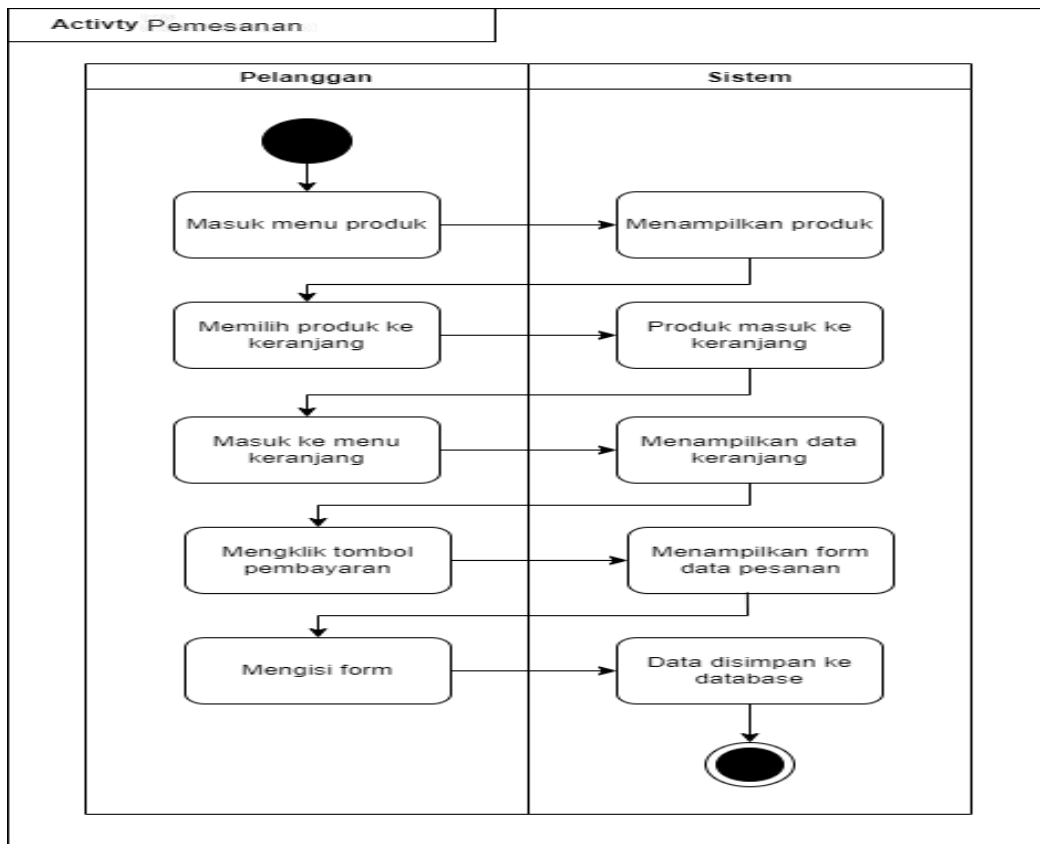 Activty Pemesanan
Pelanggan
Sistem
Masuk menu produk
Menampilkan produk
Memilih produk ke
keranjang
Produk masuk ke
keranjang
Masuk ke menu
keranjang
Menampilkan data
keranjang
Mengklik tombol
pembayaran
Menampilkan form
data pesanan
Mengisi form
Data disimpan ke
database